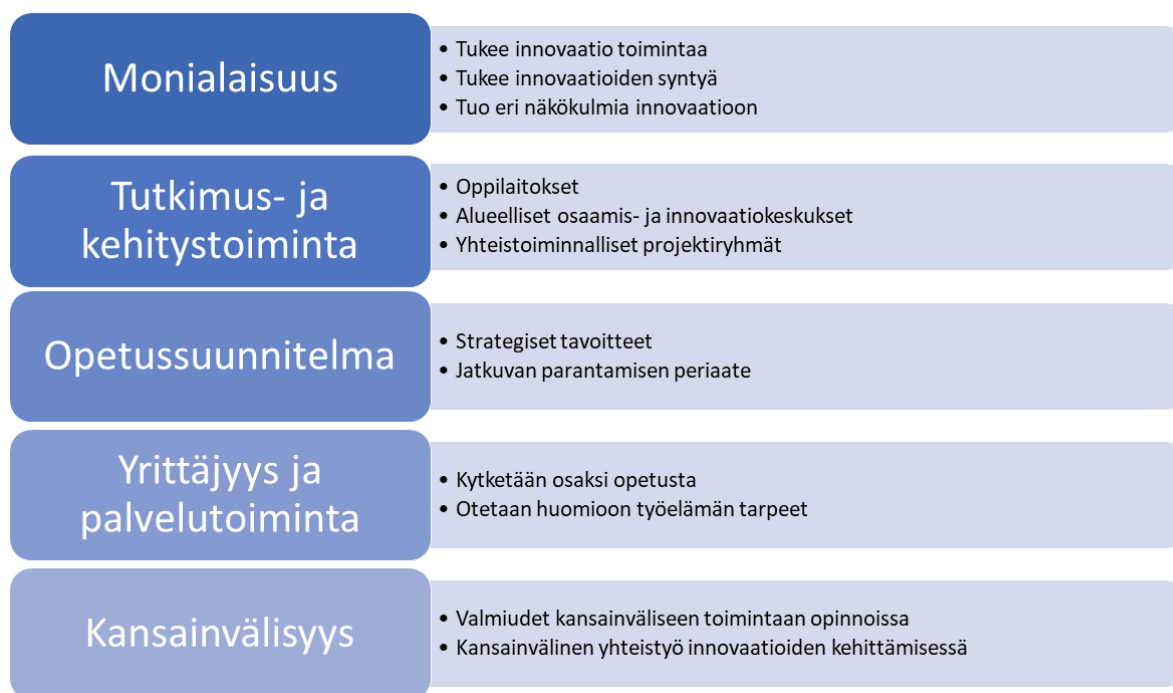 Monialaisuus
• Tukee innovaatio toimintaa
• Tukee innovaatioiden syntyä
• Tuo eri näkökulmia innovaatioon
Tutkimus- ja
kehitystoiminta
• Oppilaitokset
• Alueelliset osaamis- ja innovaatiokeskukset
• Yhteistoiminnalliset projektiryhmät
Opetussuunnitelma
• Strategiset tavoitteet
• Jatkuvan parantamisen periaate
Yrittäjyys ja
palvelutoiminta
• Kytketään osaksi opetusta
• Otetaan huomioon työelämän tarpeet
Kansainvälisyys
• Valmiudet kansainväliseen toimintaan opinnoissa
• Kansainvälinen yhteistyö innovaatioiden kehittämisessä